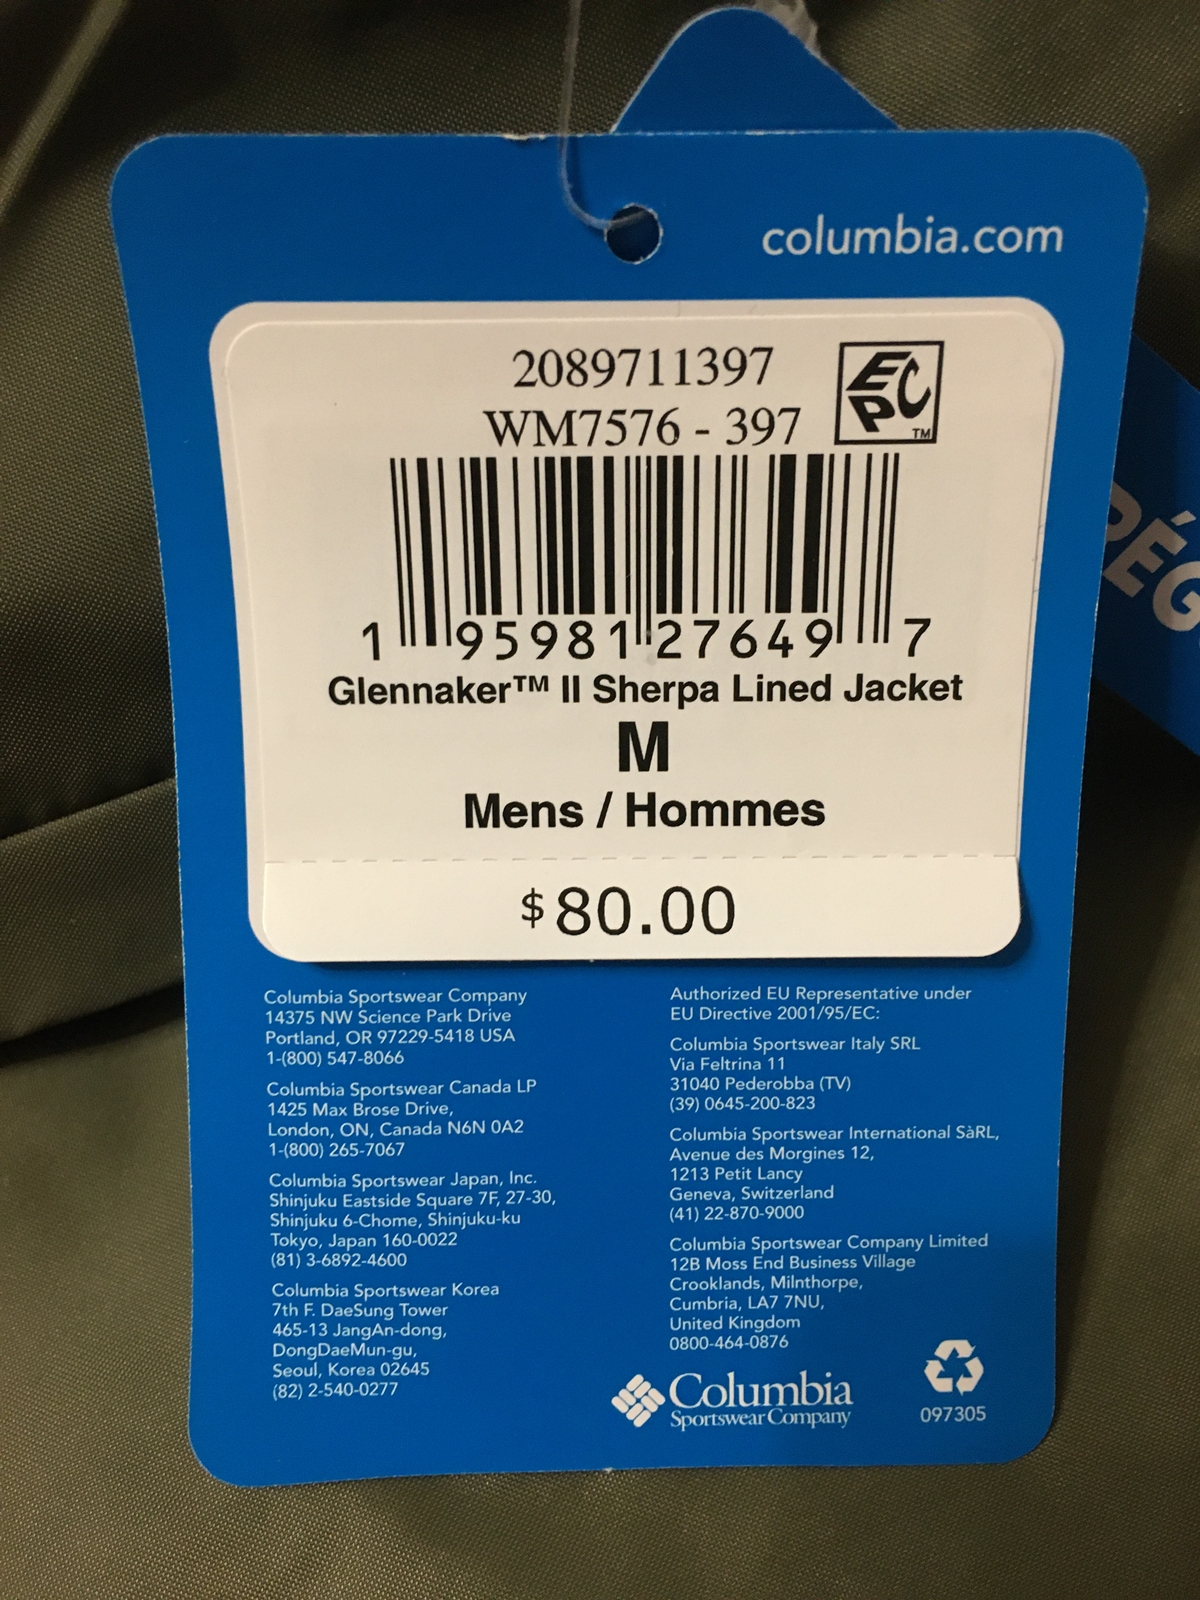 columbia.com
2089711397
WM7576 - 397
EPC
TM
1 95981 27649 7
Glennaker™ II Sherpa Lined Jacket
M
Mens / Hommes
$80.00
Columbia Sportswear Company
14375 NW Science Park Drive
Portland, OR 97229-5418 USA
1-(800) 547-8066
Columbia Sportswear Canada LP
1425 Max Brose Drive,
London, ON, Canada N6N 0A2
1-(800) 265-7067
Columbia Sportswear Japan, Inc.
Shinjuku Eastside Square 7F, 27-30,
Shinjuku 6-Chome, Shinjuku-ku
Tokyo, Japan 160-0022
(81) 3-6892-4600
Columbia Sportswear Korea
7th F. DaeSung Tower
465-13 JangAn-dong,
DongDaeMun-gu,
Seoul, Korea 02645
(82) 2-540-0277
Authorized EU Representative under
EU Directive 2001/95/EC:
Columbia Sportswear Italy SRL
Via Feltrina 11
31040 Pederobba (TV)
(39) 0645-200-823
Columbia Sportswear International SàRL,
Avenue des Morgines 12,
1213 Petit Lancy
Geneva, Switzerland
(41) 22-870-9000
Columbia Sportswear Company Limited
12B Moss End Business Village
Crooklands, Milnthorpe,
Cumbria, LA7 7NU,
United Kingdom
0800-464-0876
Columbia
Sportswear Company
097305